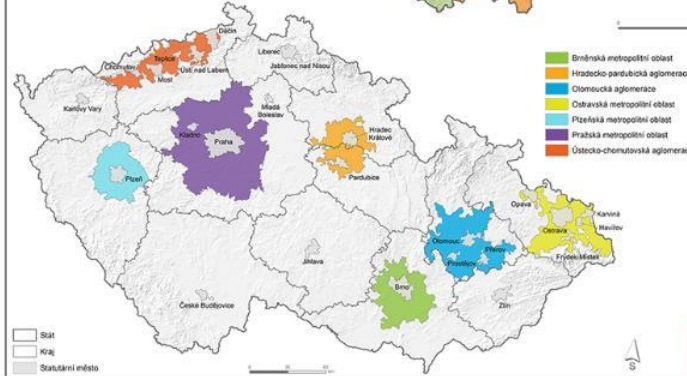 0
Brněnská metropolitní oblast
Hradecko-pardubická aglomerac
Olomoucká aglomerace
Ostravská metropolitní oblast
Plzeňská metropolitní oblast
Pražská metropolitní oblast
Ústecko-chomutovská aglomerac
Děčín
Teplice
Chomutov
Ústí nad Labem
Most
Liberec
Jablonec nad Nisou
Karlovy Vary
Mladá
Boleslav
Kladno
Praha
Hradec
Králové
Pardubice
Plzeň
Opava
Karviná
Havířov
Ostrava
Frýdek-Místek
Olomouc
Přerov
Prostějov
Jihlava
Brno
Zlín
České Budějovice
Stát
Kraj
Statutární město
S